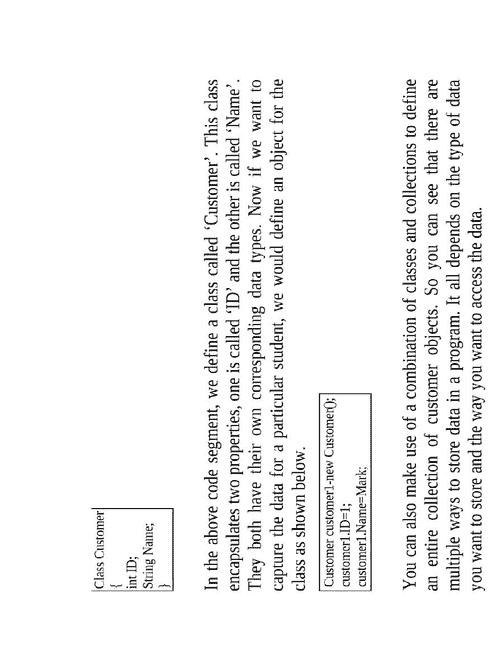 Class Customer
{
int ID;
String Name;
}
In the above code segment, we define a class called ‘Customer’. This class
encapsulates two properties, one is called ‘ID’ and the other is called ‘Name’.
They both have their own corresponding data types. Now if we want to
capture the data for a particular student, we would define an object for the
class as shown below.
Customer customer1-new Customer();
customer1.ID=1;
customer1.Name=Mark;
You can also make use of a combination of classes and collections to define
an entire collection of customer objects. So you can see that there are
multiple ways to store data in a program. It all depends on the type of data
you want to store and the way you want to access the data.